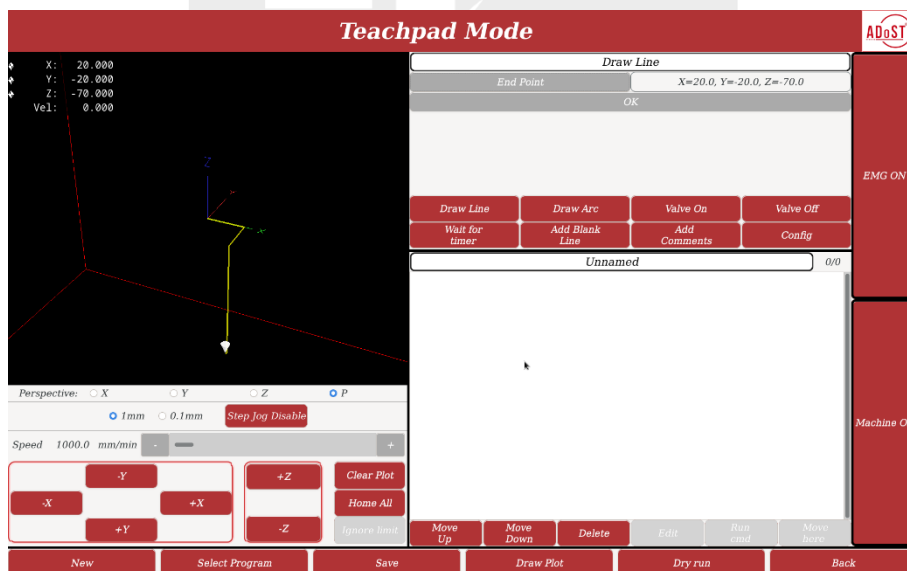 Teachpad Mode
ADOST
X: 20.000
Y: -20.000
Z: -70.000
Vel: 0.000
Z
Draw Line
End Point
X=20.0, Y=-20.0, Z=-70.0
OK
Draw Line
Draw Arc
Valve On
Valve Off
Wait for
timer
Add Blank
Line
Add
Comments
Config
EMG ON
Unnamed
0/0
Machine O
Perspective:
X
Y
Z
P
1mm
0.1mm
Step Jog Disable
Speed 1000.0 mm/min
-
+
-Y
-X
+X
+Y
+Z
-Z
Clear Plot
Home All
Ignore limit
Move
Up
Move
Down
Delete
Edit
Run
cmd
Move
here
New
Select Program
Save
Draw Plot
Dry run
Back